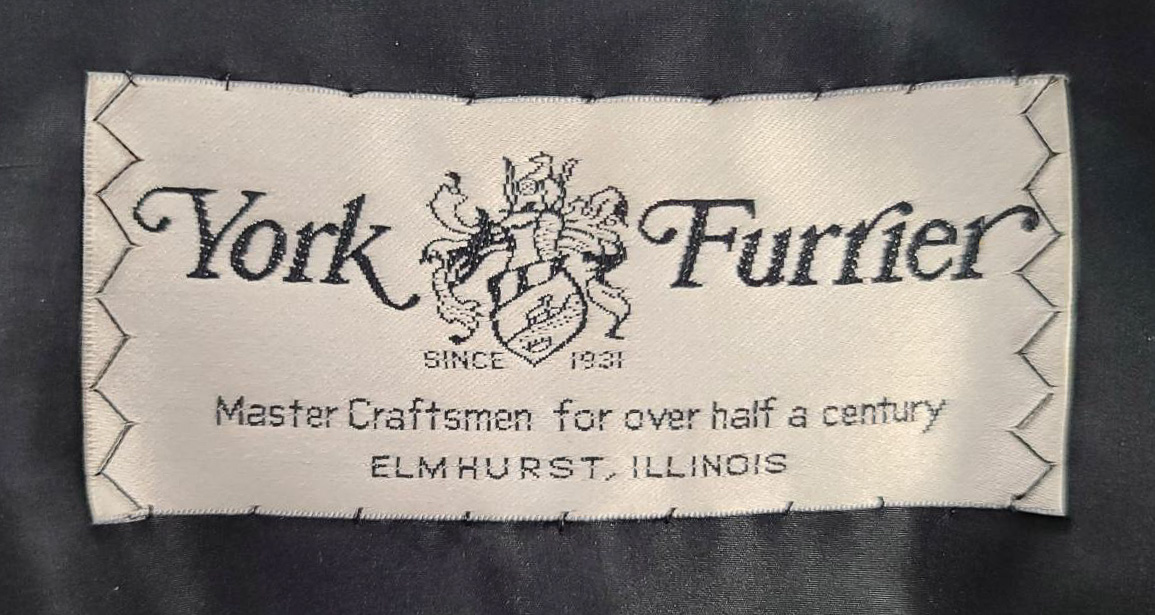 York Furrier
SINCE 1931
Master Craftsmen for over half a century
ELMHURST, ILLINOIS